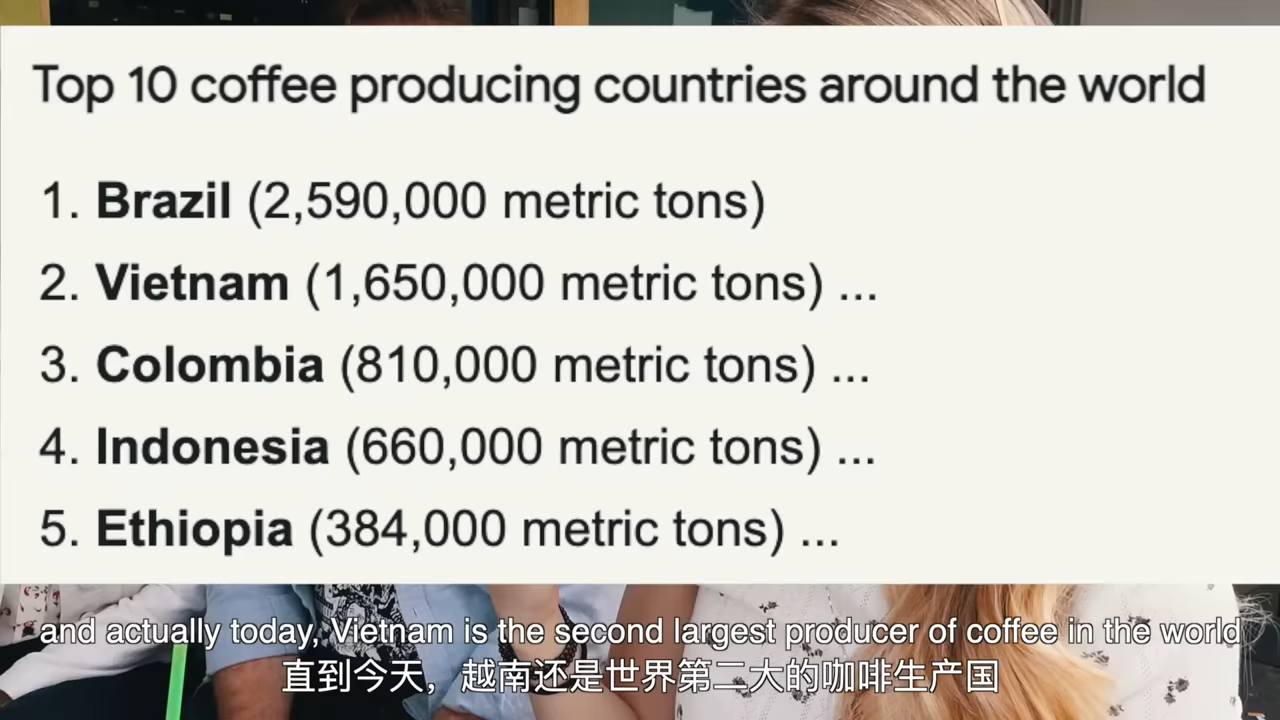 Top 10 coffee producing countries around the world
1. Brazil (2,590,000 metric tons)
2. Vietnam (1,650,000 metric tons) ...
3. Colombia (810,000 metric tons) ...
4. Indonesia (660,000 metric tons) ...
5. Ethiopia (384,000 metric tons) ...
and actually today, Vietnam is the second largest producer of coffee in the world
直到今天，越南还是世界第二大的咖啡生产国